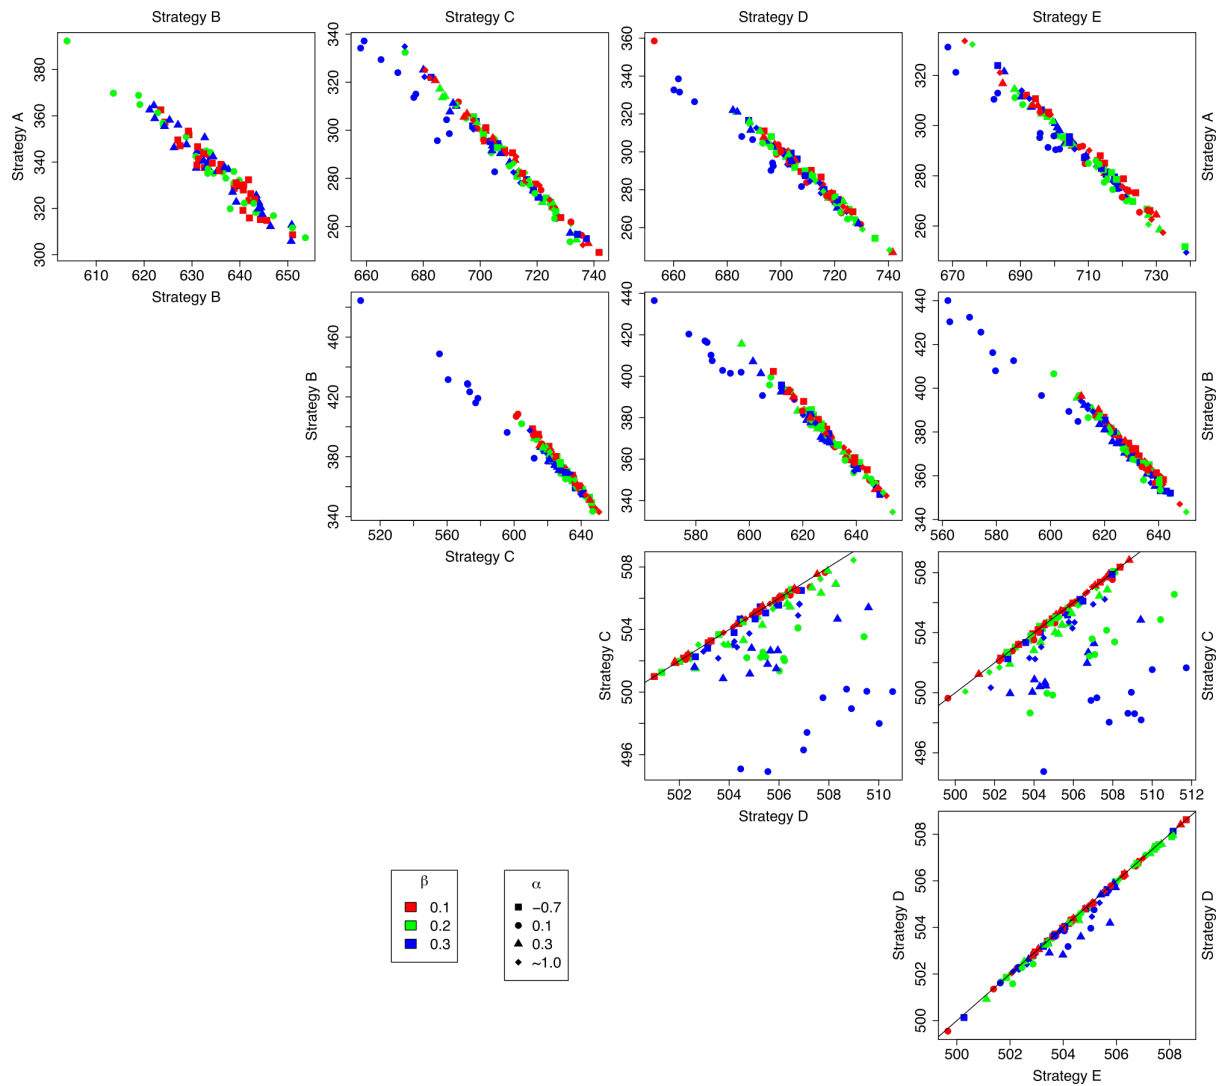 Strategy B Strategy C Strategy D Strategy E
Strategy A
300 320 340 360 380
610 620 630 640 650
260 280 300 320 340
660 680 700 720 740
260 280 300 320 340 360
660 680 700 720 740
260 280 300 320
670 690 710 730
Strategy A
Strategy B
Strategy B
340 380 420 460
520 560 600 640
340 360 380 400 420 440
580 600 620 640
340 360 380 400 420 440
560 580 600 620 640
Strategy B
Strategy C
Strategy C
496 500 504 508
502 504 506 508 510
496 500 504 508
500 502 504 506 508 510 512
Strategy C
Strategy D
Strategy D
500 502 504 506 508
500 502 504 506 508
Strategy D
Strategy E
β
0.1
0.2
0.3
α
−0.7
0.1
0.3
~1.0